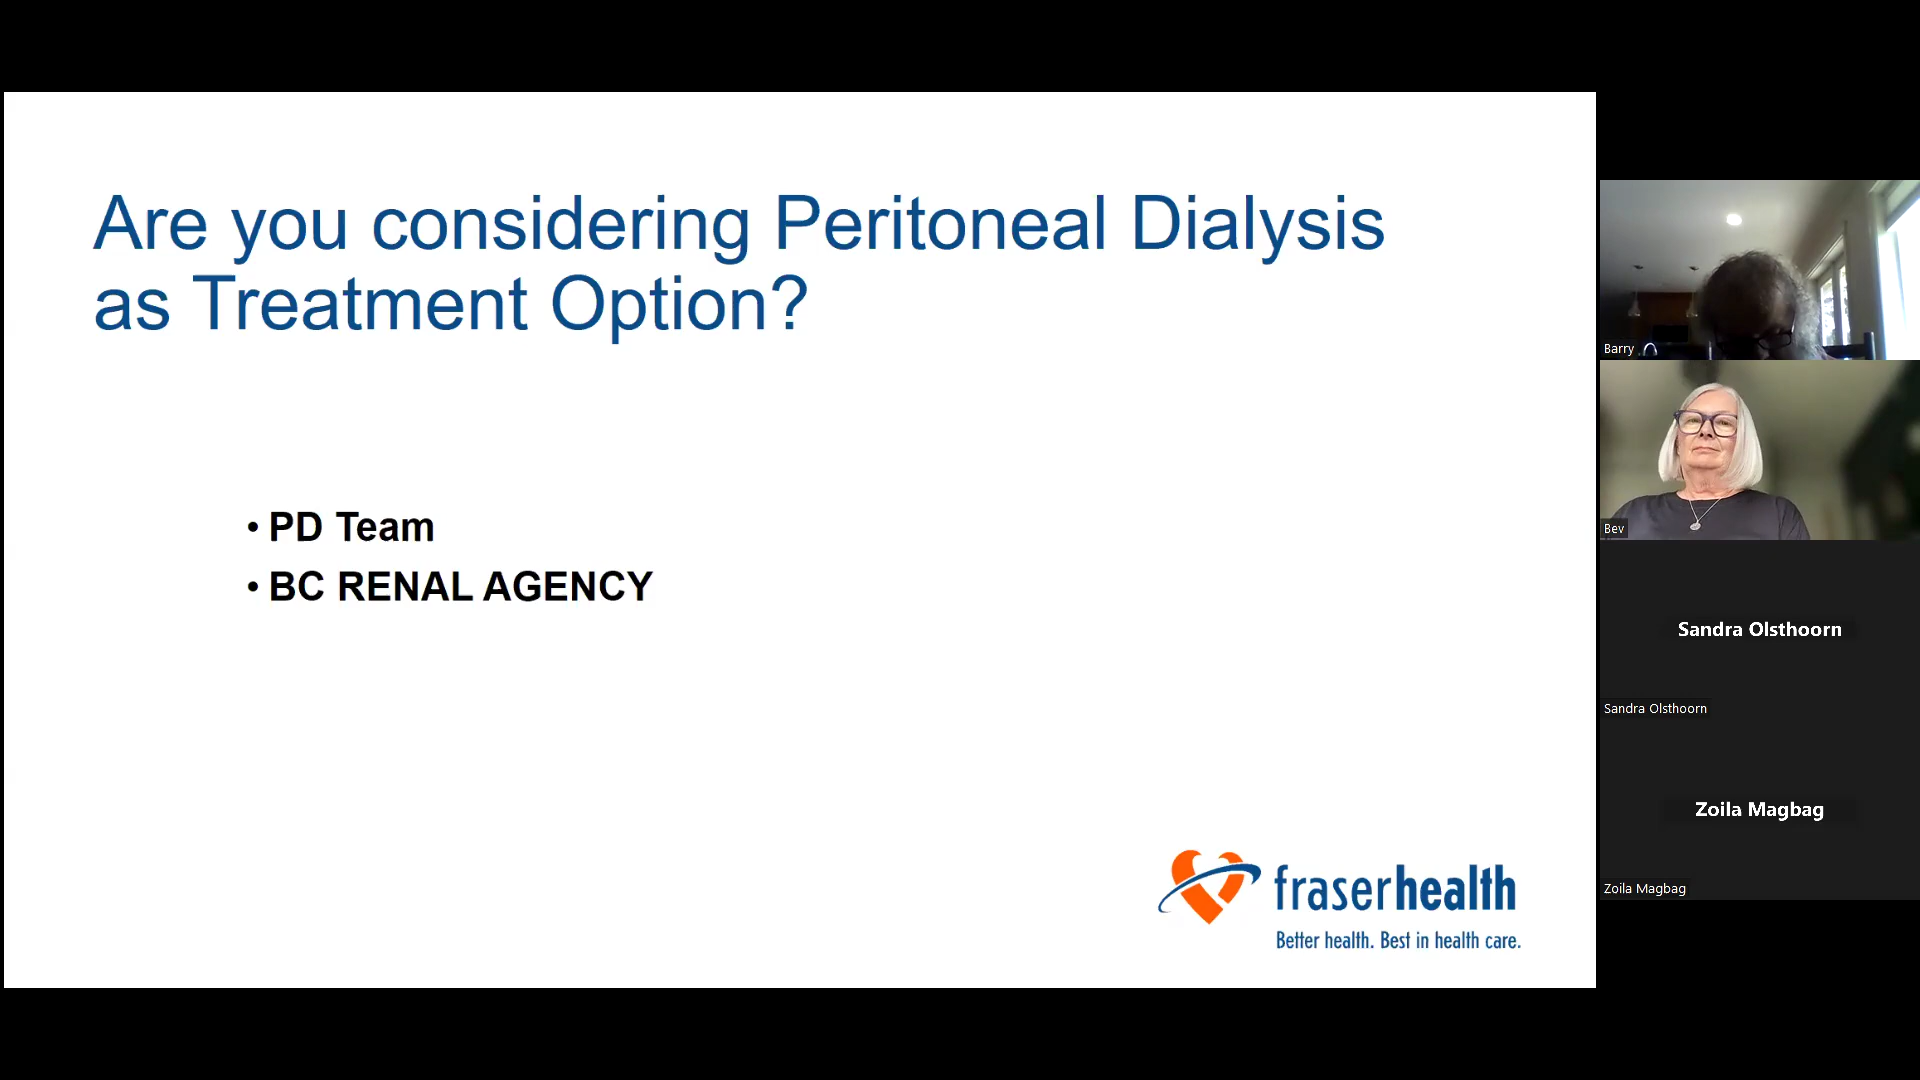 Are you considering Peritoneal Dialysis
as Treatment Option?
• PD Team
• BC RENAL AGENCY
fraserhealth
Better health. Best in health care.
Barry
Bev
Sandra Olsthoorn
Sandra Olsthoorn
Zoila Magbag
Zoila Magbag